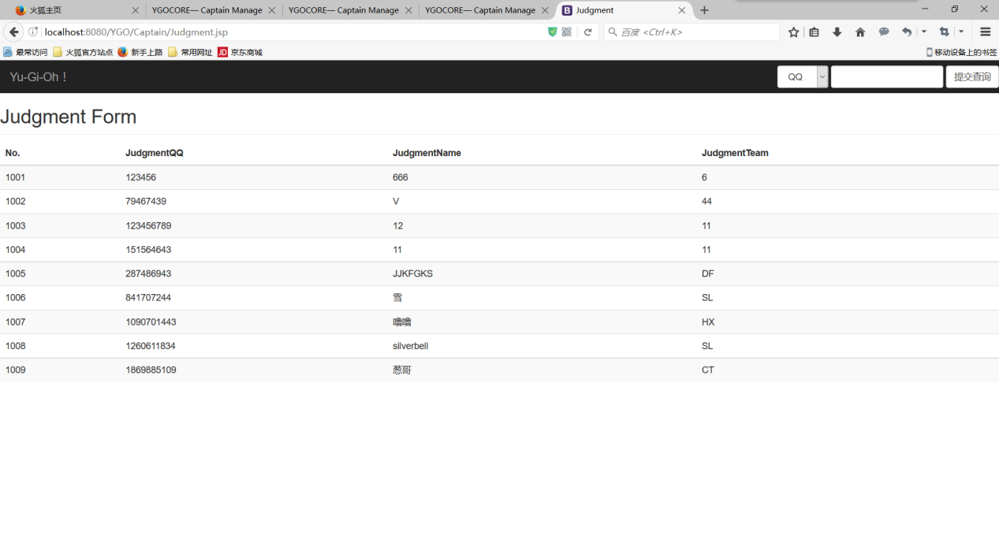 火狐主页 YGOCORE— Captain Manage YGOCORE— Captain Manage YGOCORE— Captain Manage Judgment
localhost:8080/YGO/Captain/Judgment.jsp 百度 <Ctrl+K>
最常访问 火狐官方站点 新手上路 常用网址 JD 京东商城 移动设备上的书签
Yu-Gi-Oh！ QQ 提交查询
Judgment Form
No. JudgmentQQ JudgmentName JudgmentTeam
1001 123456 666 6
1002 79467439 V 44
1003 123456789 12 11
1004 151564643 11 11
1005 287486943 JJKFGKS DF
1006 841707244 雪 SL
1007 1090701443 噜噜 HX
1008 1260611834 silverbell SL
1009 1869885109 葱哥 CT